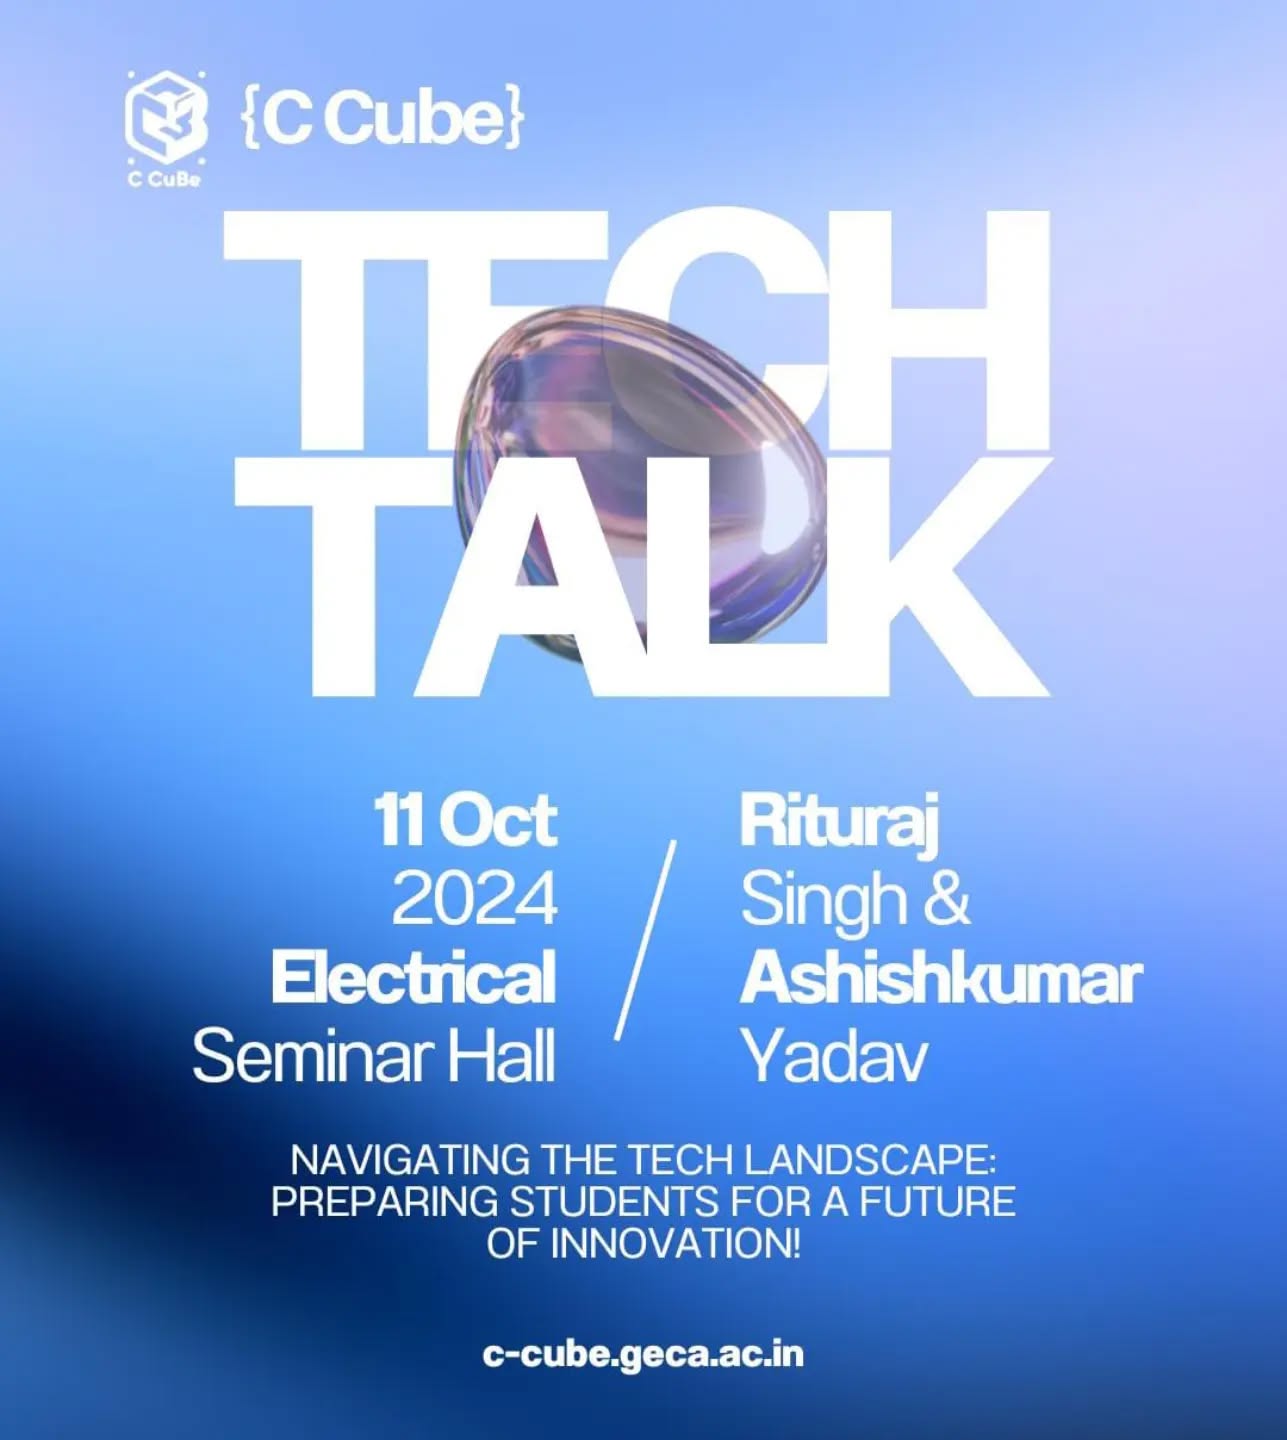 C CuBe
{C Cube}
TECH
TALK
11 Oct
2024
Electrical
Seminar Hall
Rituraj
Singh &
Ashishkumar
Yadav
NAVIGATING THE TECH LANDSCAPE:
PREPARING STUDENTS FOR A FUTURE
OF INNOVATION!
c-cube.geca.ac.in